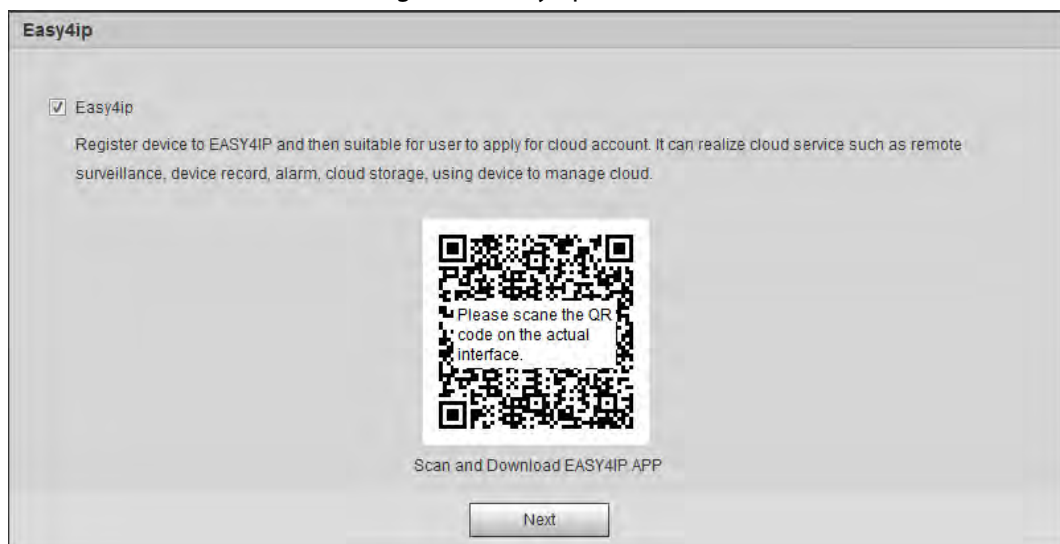 Easy4ip
Easy4ip
Register device to EASY4IP and then suitable for user to apply for cloud account. It can realize cloud service such as remote
surveillance, device record, alarm, cloud storage, using device to manage cloud.
Please scane the QR
code on the actual
interface.
Scan and Download EASY4IP APP
Next